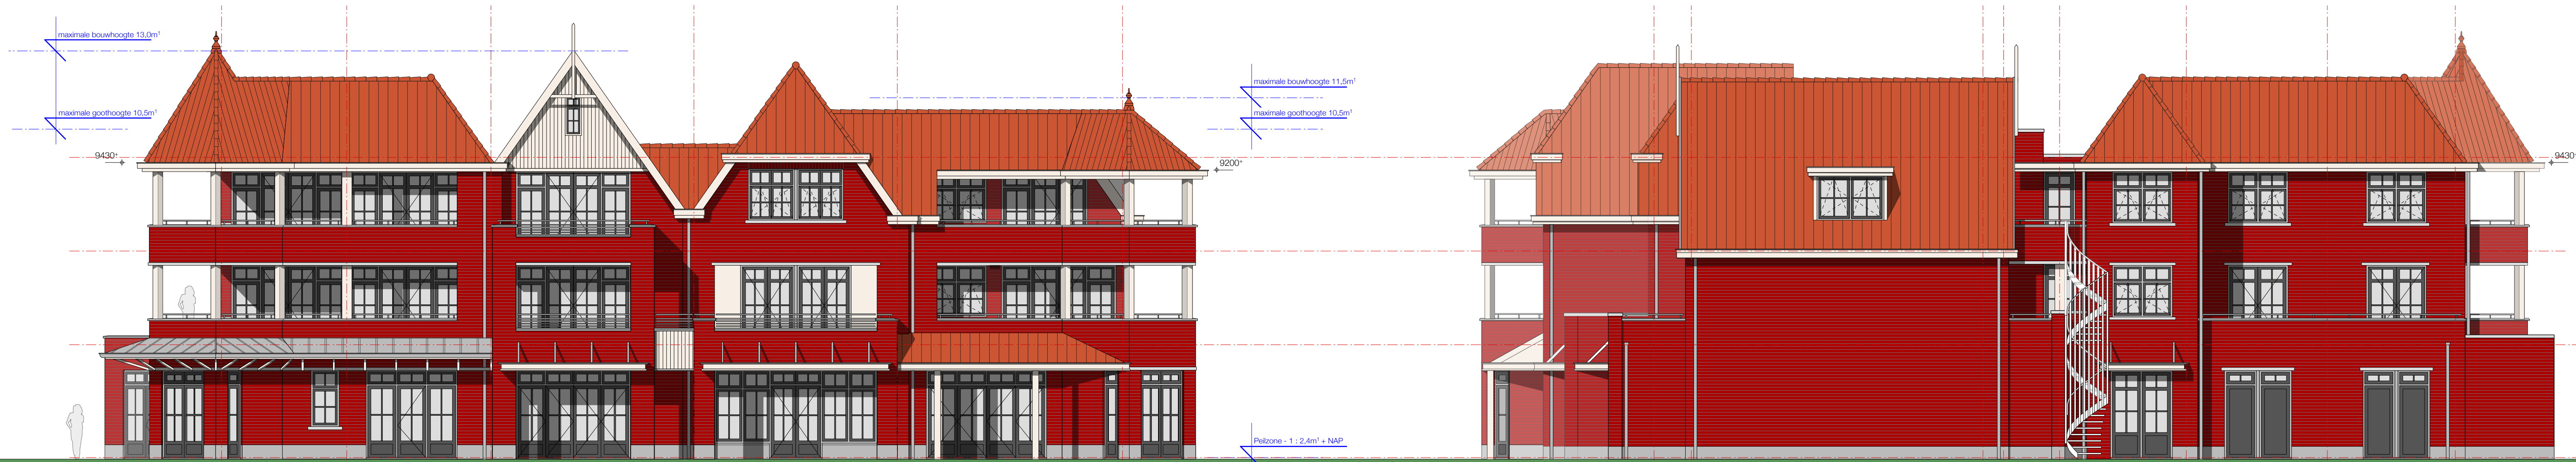 maximale bouwhoogte 13,0m¹
maximale goothoogte 10,5m¹
9430⁺
maximale bouwhoogte 11,5m¹
maximale goothoogte 10,5m¹
9200⁺
Peilzone - 1 : 2,4m¹ + NAP
9430⁺